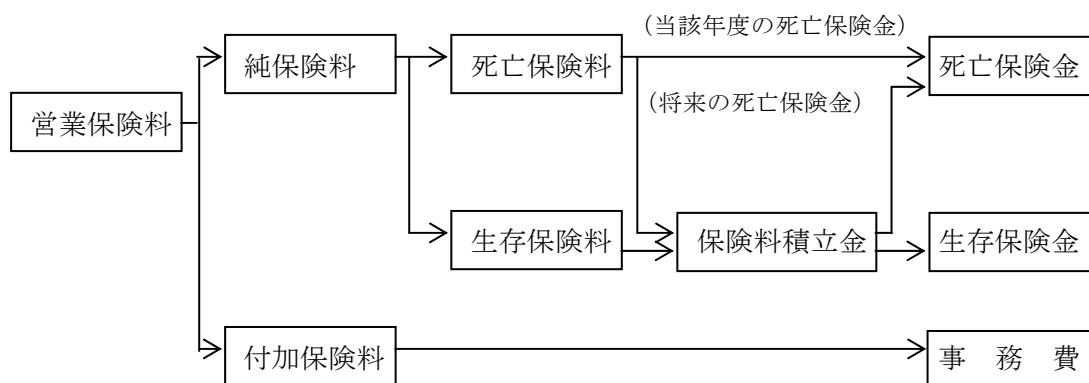 (当該年度の死亡保険金)
純保険料
死亡保険料
死亡保険金
(将来の死亡保険金)
営業保険料
生存保険料
保険料積立金
生存保険金
付加保険料
事 務 費